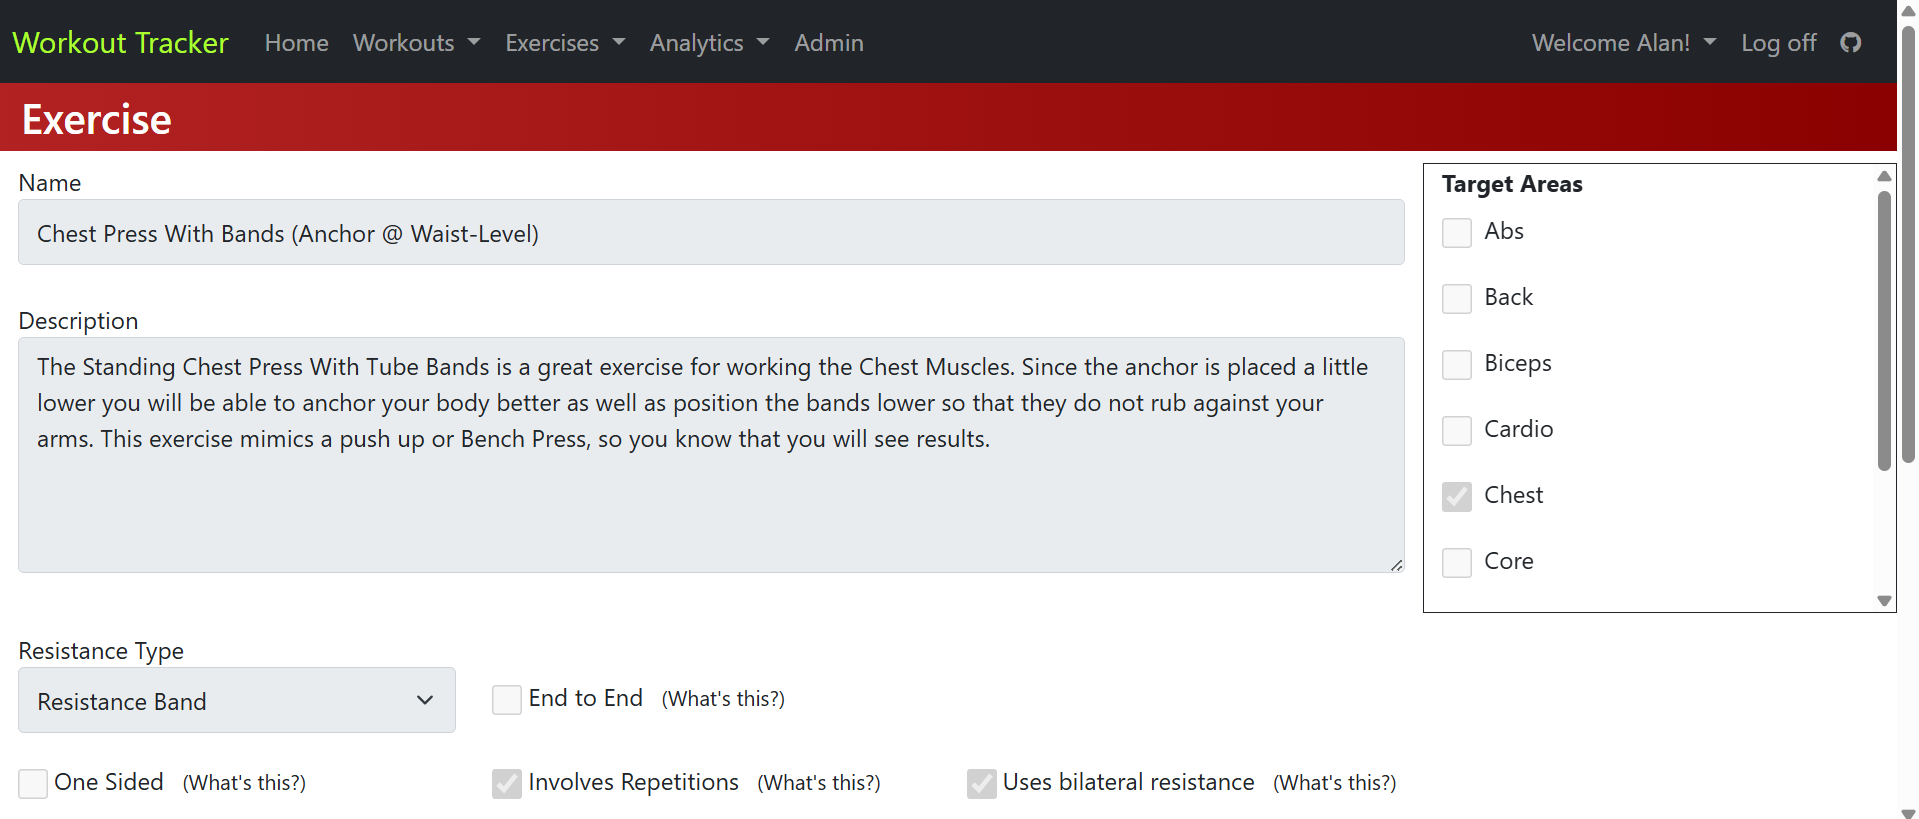 Workout Tracker Home Workouts Exercises Analytics Admin Welcome Alan! Log off
Exercise
Name
Chest Press With Bands (Anchor @ Waist-Level)
Description
The Standing Chest Press With Tube Bands is a great exercise for working the Chest Muscles. Since the anchor is placed a little
lower you will be able to anchor your body better as well as position the bands lower so that they do not rub against your
arms. This exercise mimics a push up or Bench Press, so you know that you will see results.
Target Areas
Abs
Back
Biceps
Cardio
Chest
Core
Resistance Type
Resistance Band
End to End (What's this?)
One Sided (What's this?)
Involves Repetitions (What's this?)
Uses bilateral resistance (What's this?)